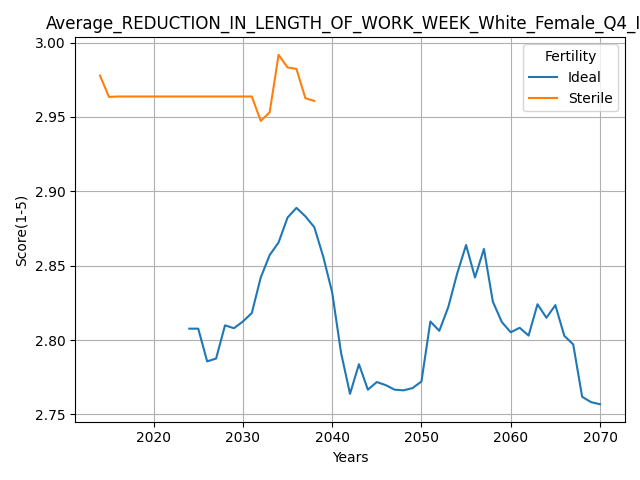 Average_REDUCTION_IN_LENGTH_OF_WORK_WEEK_White_Female_Q4_I
Fertility
Ideal
Sterile
Score(1-5)
3.00
2.95
2.90
2.85
2.80
2.75
2020 2030 2040 2050 2060 2070
Years